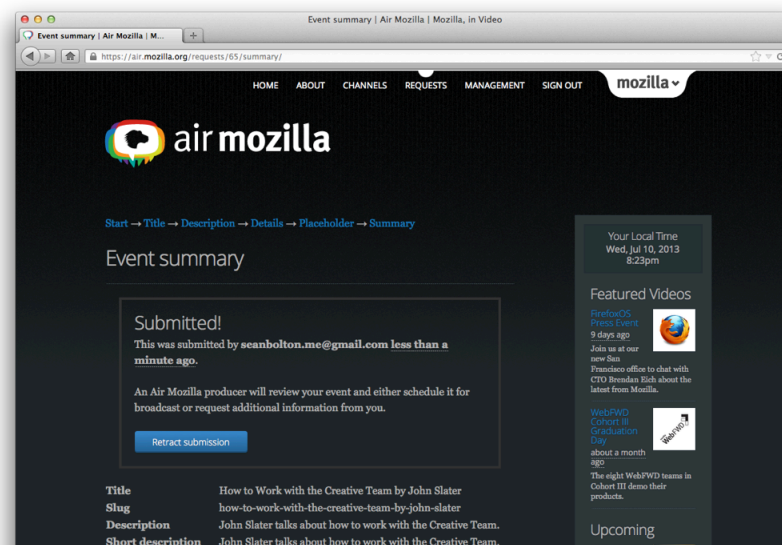 Event summary | Air Mozilla | Mozilla, in Video
Event summary | Air Mozilla | M...
https://air.mozilla.org/requests/65/summary/
HOME ABOUT CHANNELS REQUESTS MANAGEMENT SIGN OUT mozilla
air mozilla
Start → Title → Description → Details → Placeholder → Summary
Event summary
Submitted!
This was submitted by seanbolton.me@gmail.com less than a
minute ago.
An Air Mozilla producer will review your event and either schedule it for
broadcast or request additional information from you.
Retract submission
Title How to Work with the Creative Team by John Slater
Slug how-to-work-with-the-creative-team-by-john-slater
Description John Slater talks about how to work with the Creative Team.
Short description John Slater talks about how to work with the Creative Team.
Your Local Time
Wed, Jul 10, 2013
8:23pm
Featured Videos
FirefoxOS
Press Event
9 days ago
Join us at our
new San
Francisco office to chat with
CTO Brendan Eich about the
latest from Mozilla.
WebFWD
Cohort III
Graduation
Day
about a month
ago
WebFWD
The eight WebFWD teams in
Cohort III demo their
products.
Upcoming